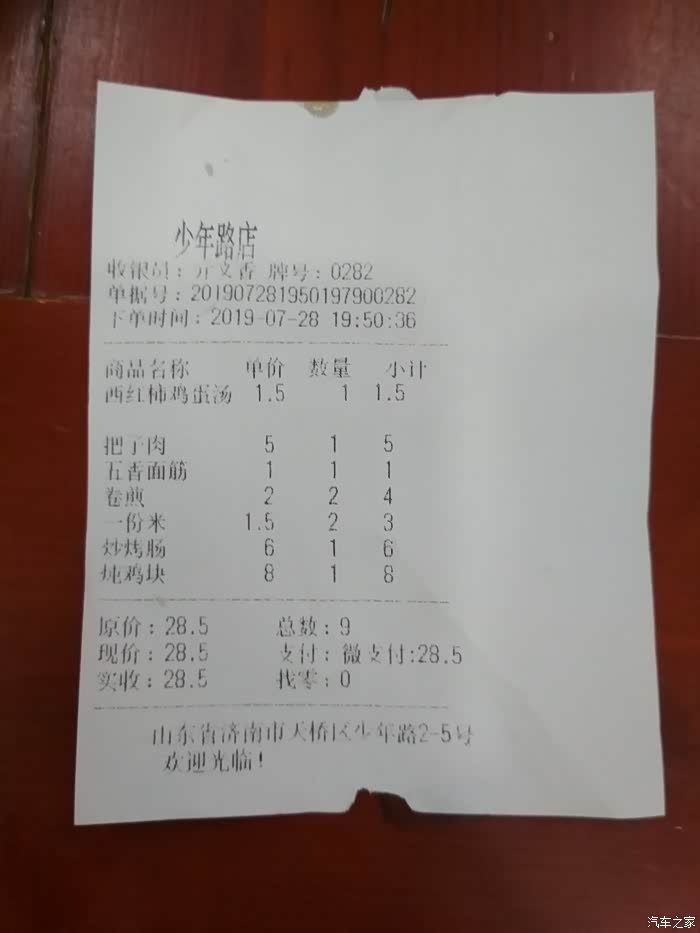 少年路店
收银员: 香 牌号:0282
单据号:201907281950197900282
下单时间:2019-07-28 19:50:36
商品名称 单价 数量 小计
西红柿鸡蛋汤 1.5 1 1.5
把子肉 5 1 5
五香面筋 1 1 1
卷煎 2 2 4
一份米 1.5 2 3
炒烤肠 6 1 6
炖鸡块 8 1 8
原价:28.5 总数:9
现价:28.5 支付:微支付:28.5
实收:28.5 找零:0
山东省济南市天桥区少年路2-5号
欢迎光临!
汽车之家